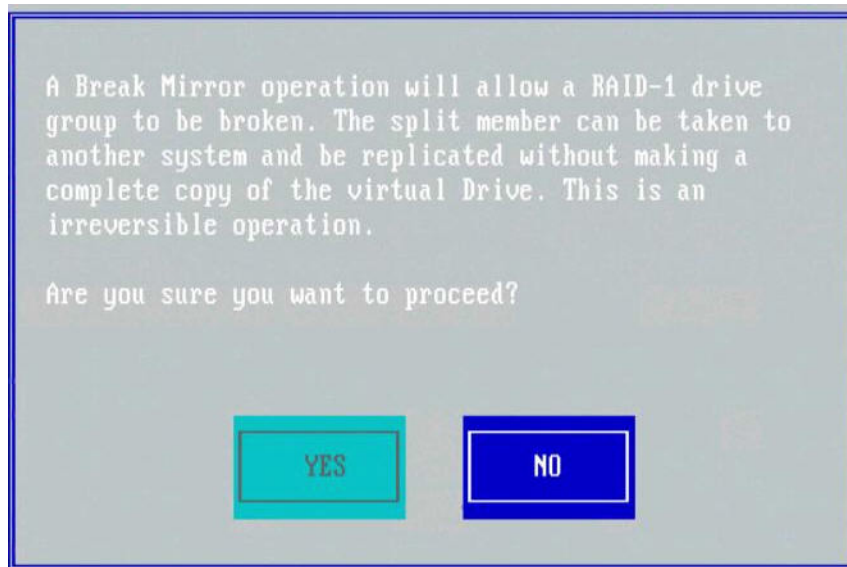 A Break Mirror operation will allow a RAID-1 drive
group to be broken. The split member can be taken to
another system and be replicated without making a
complete copy of the virtual Drive. This is an
irreversible operation.
Are you sure you want to proceed?
YES
NO